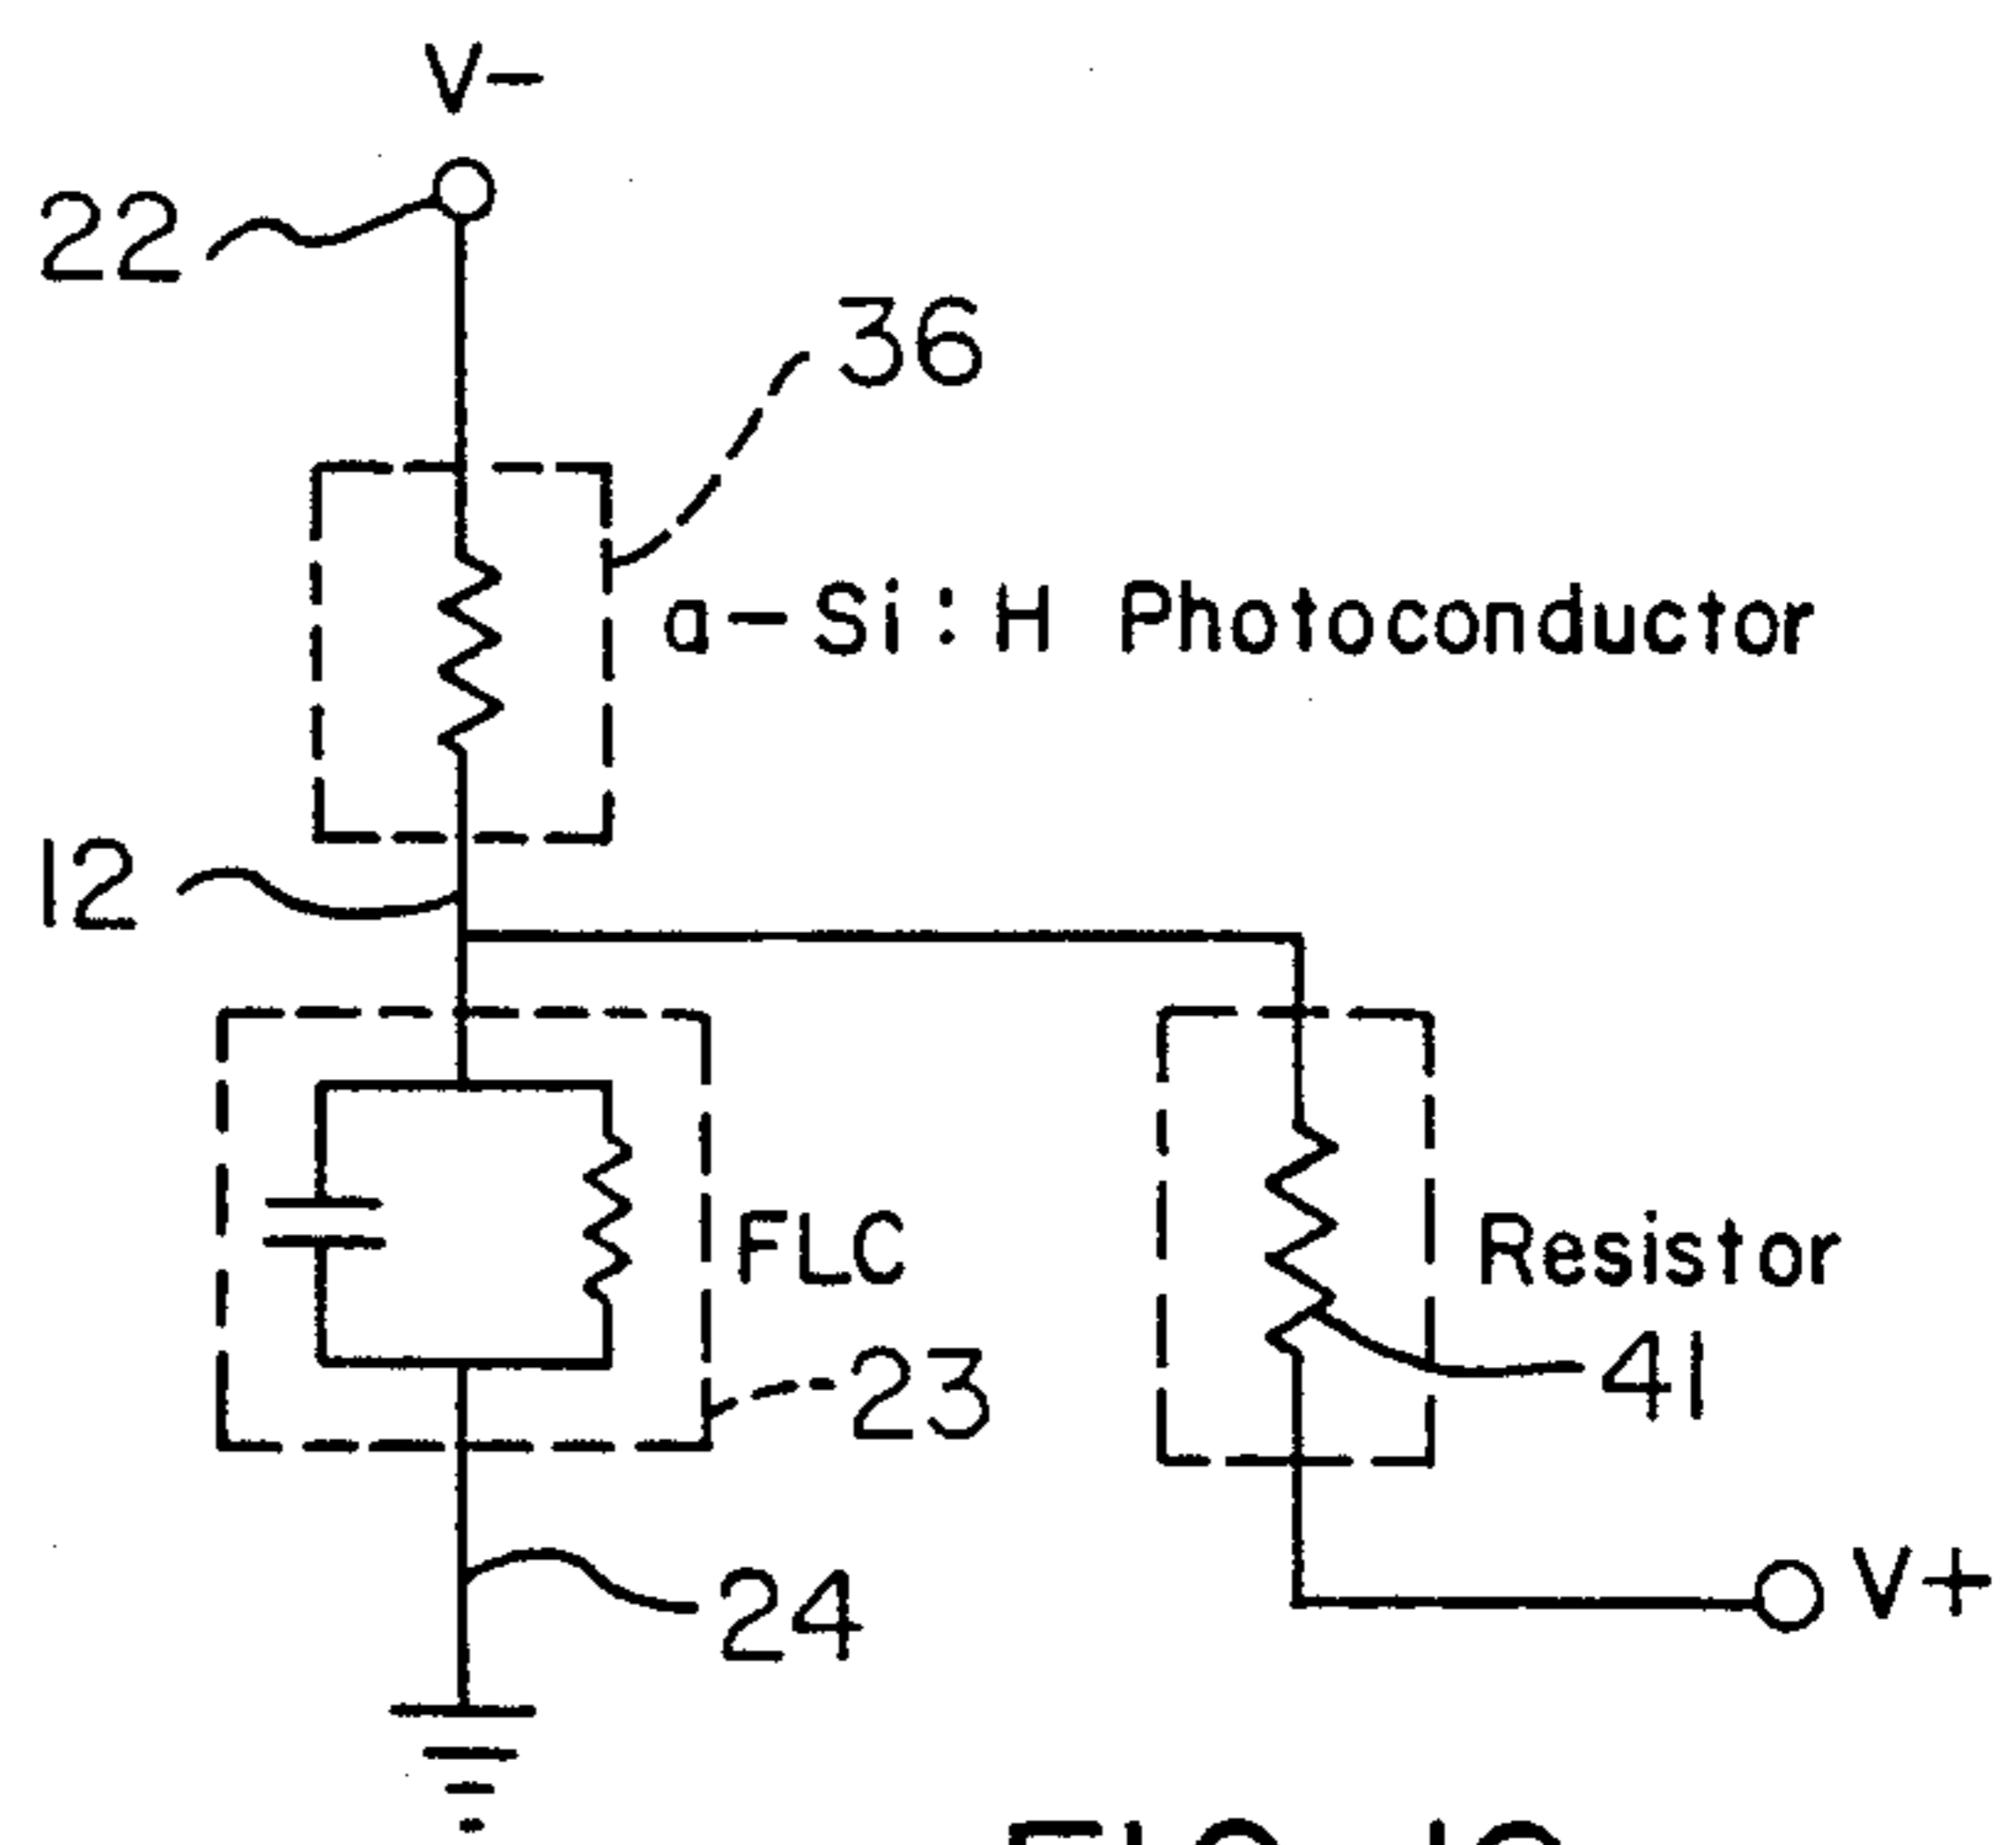 V-
22
36
a-Si:H Photoconductor
12
FLC
Resistor
23
41
24
V+